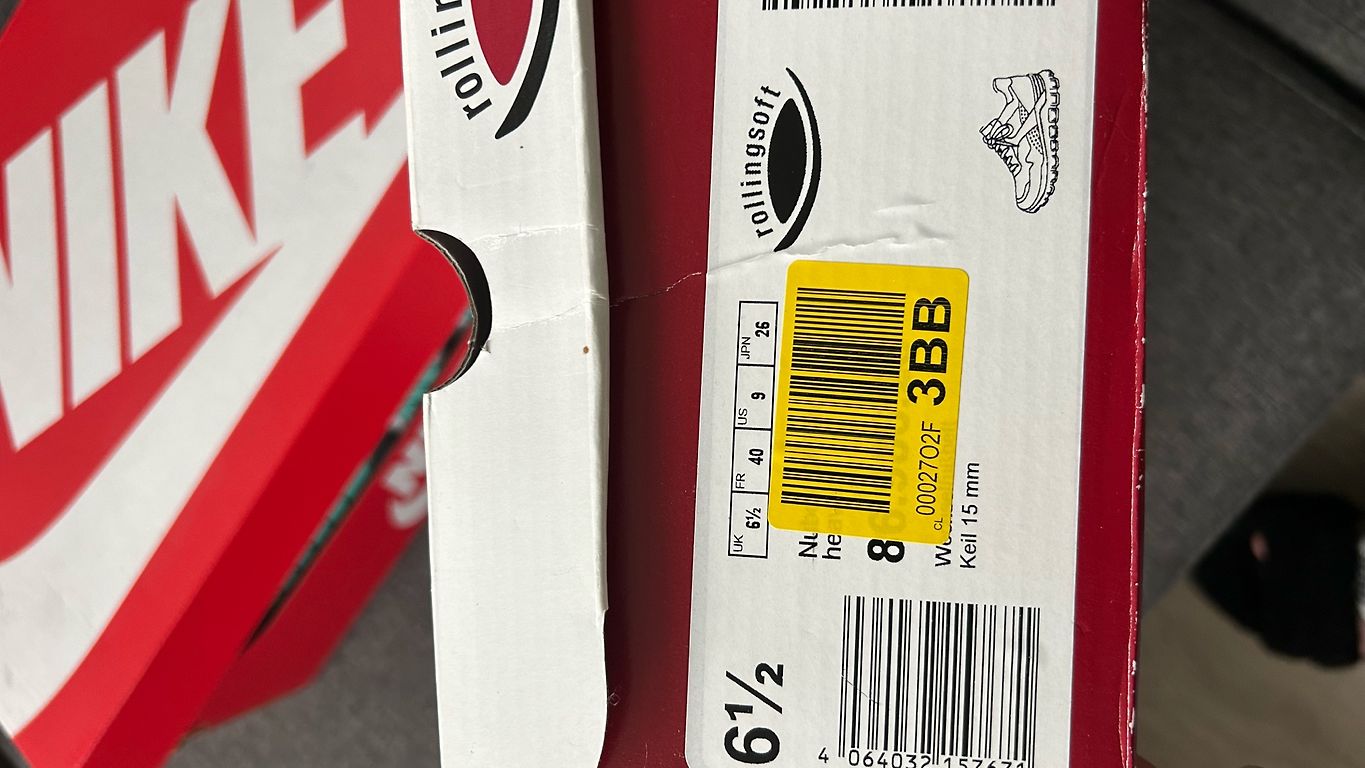 NIKE
rollingsoft
UK 6½
FR 40
US 9
JPN 26
CL 0002702F 3BB
Keil 15 mm
6½
4 064032 157671